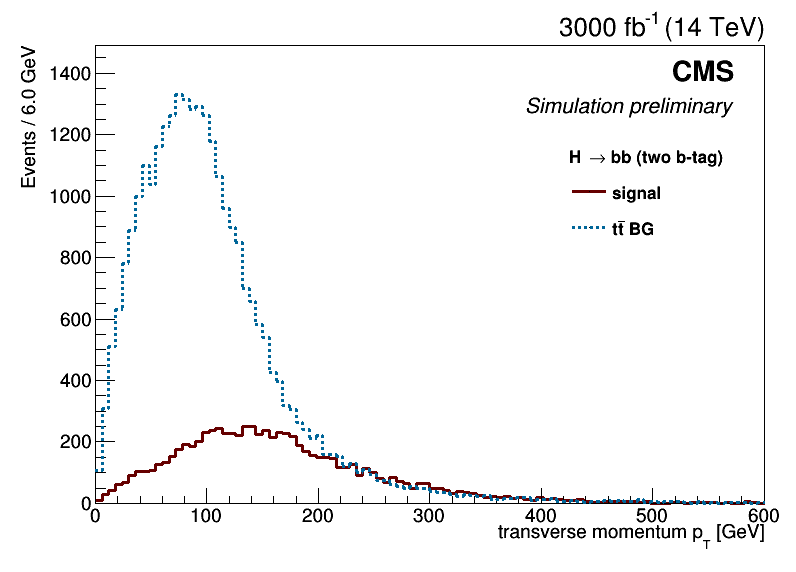 3000 fb-1 (14 TeV)
CMS
Simulation preliminary
H → bb (two b-tag)
signal
tt̄ BG
Events / 6.0 GeV
1400
1200
1000
800
600
400
200
0
0 100 200 300 400 500 600
transverse momentum pT [GeV]